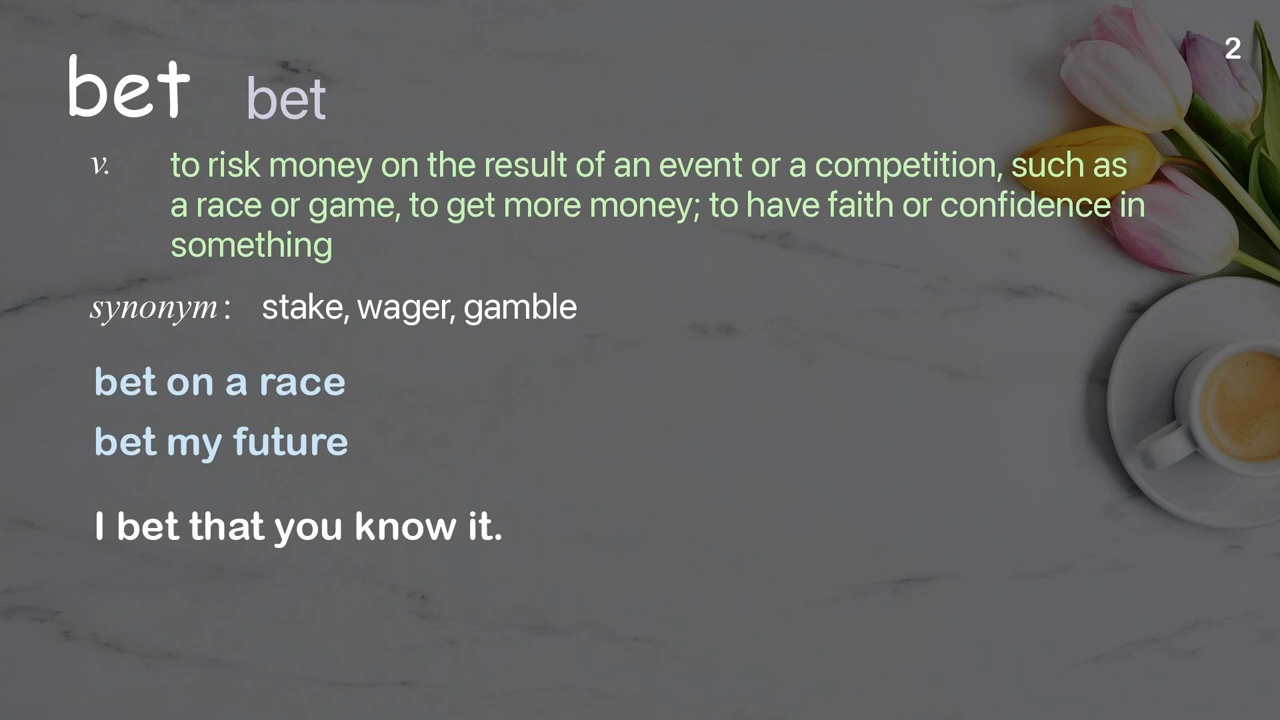 2
bet bet
v. to risk money on the result of an event or a competition, such as
a race or game, to get more money; to have faith or confidence in
something
synonym: stake, wager, gamble
bet on a race
bet my future
I bet that you know it.